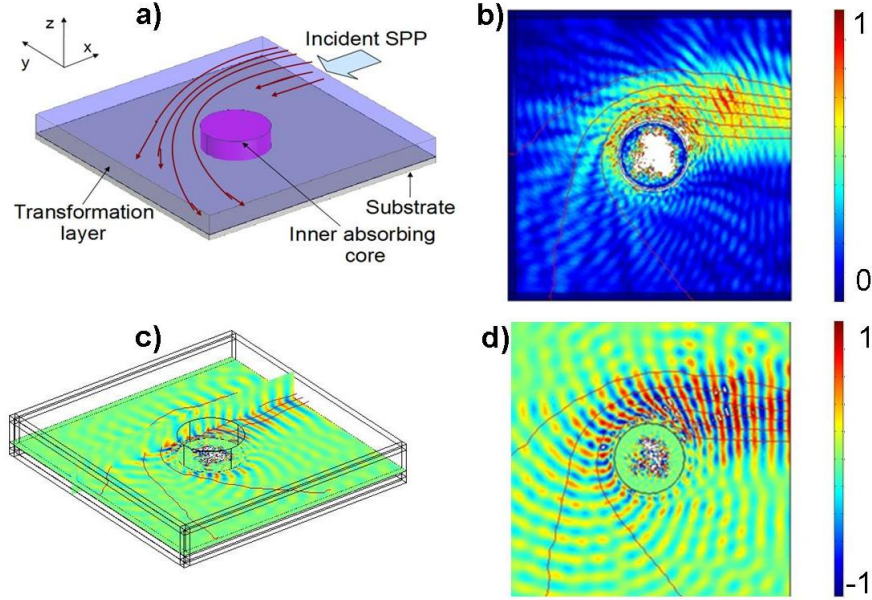 a)
z
x
y
Incident SPP
Transformation
layer
Substrate
Inner absorbing
core
b)
1
0
c)
d)
1
-1